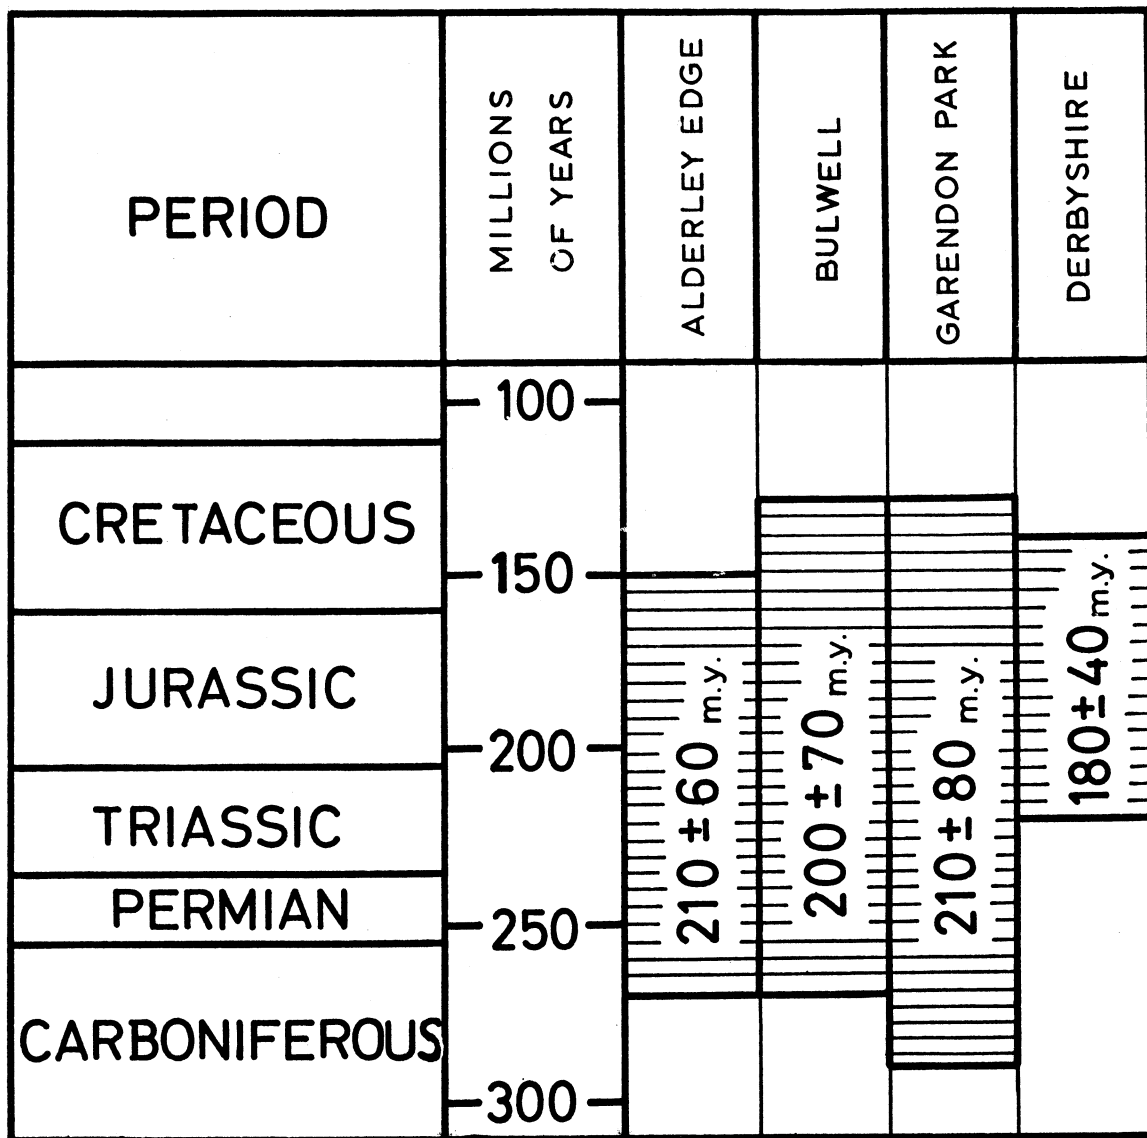 PERIOD
MILLIONS
OF YEARS
ALDERLEY EDGE
BULWELL
GARENDON PARK
DERBYSHIRE
100
CRETACEOUS
150
JURASSIC
200
TRIASSIC
PERMIAN
250
CARBONIFEROUS
300
210 ± 60 m.y.
200 ± 70 m.y.
210 ± 80 m.y.
180 ± 40 m.y.